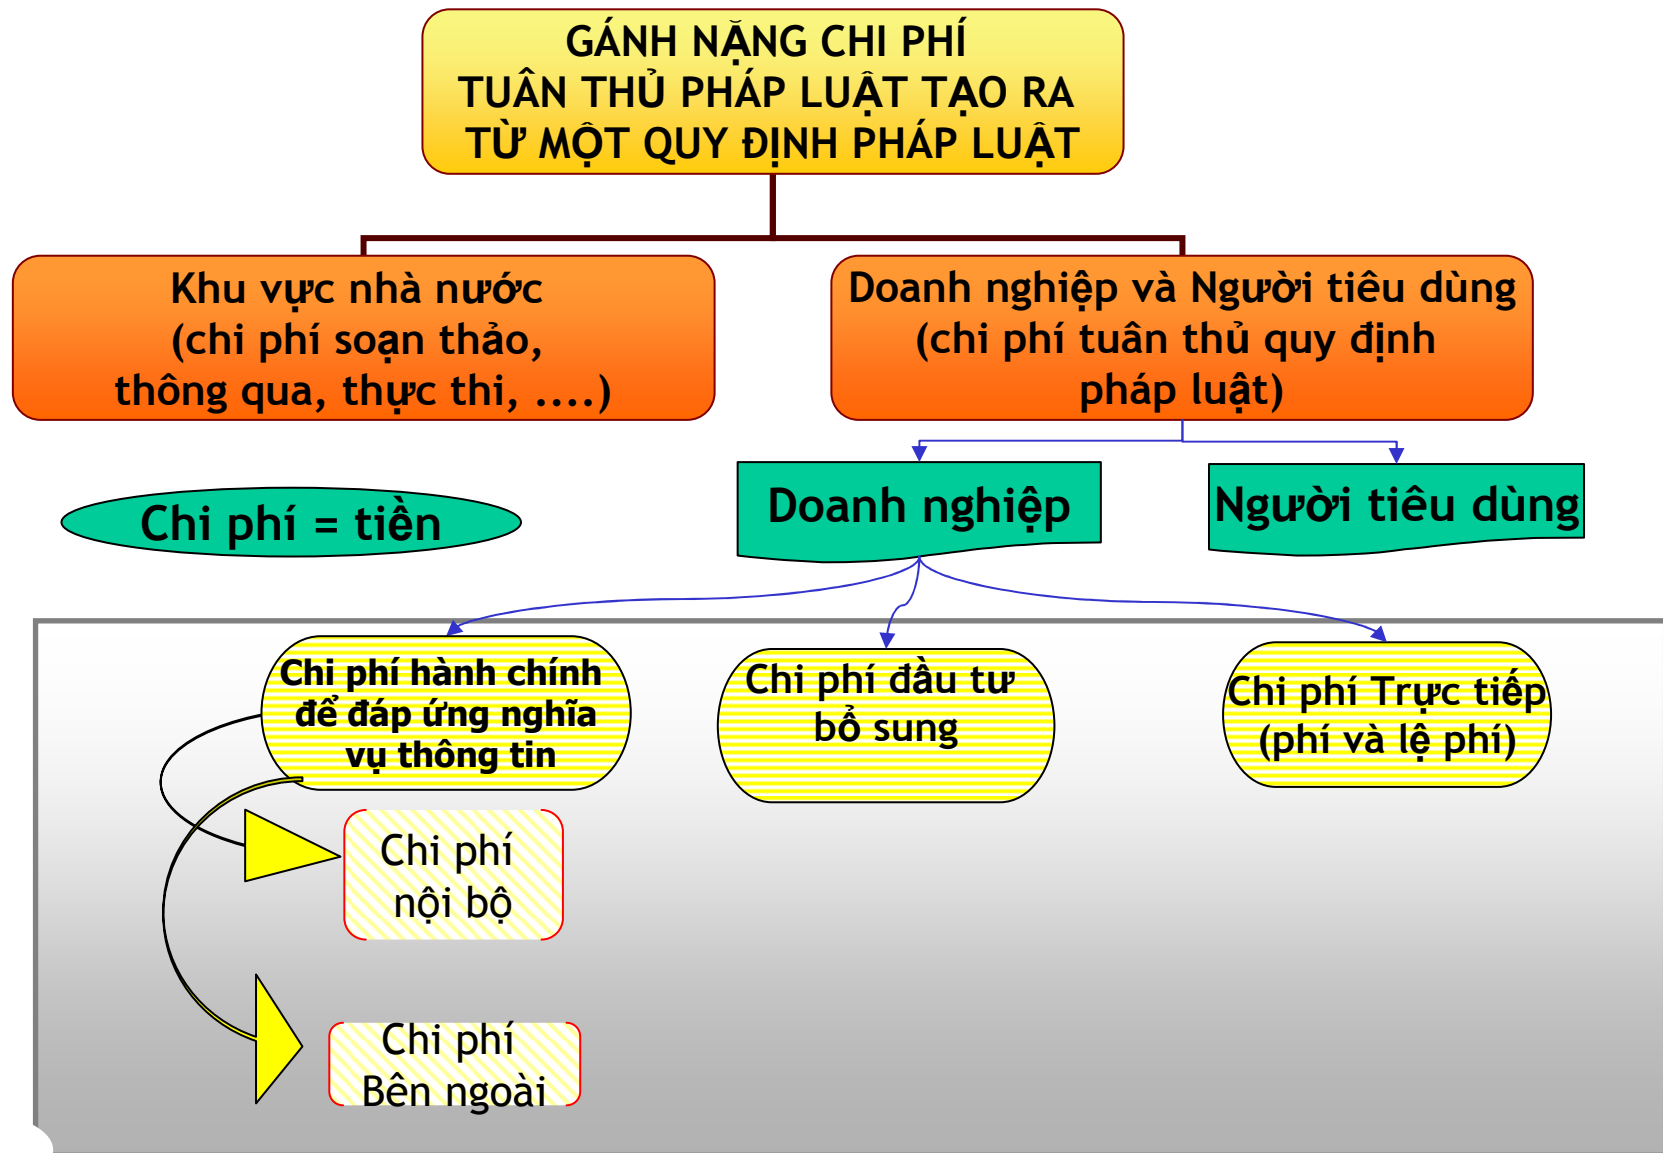 GÁNH NẶNG CHI PHÍ
TUÂN THỦ PHÁP LUẬT TẠO RA
TỪ MỘT QUY ĐỊNH PHÁP LUẬT
Khu vực nhà nước
(chi phí soạn thảo,
thông qua, thực thi, ....)
Doanh nghiệp và Người tiêu dùng
(chi phí tuân thủ quy định
pháp luật)
Chi phí = tiền
Doanh nghiệp
Người tiêu dùng
Chi phí hành chính
để đáp ứng nghĩa
vụ thông tin
Chi phí đầu tư
bổ sung
Chi phí Trực tiếp
(phí và lệ phí)
Chi phí
nội bộ
Chi phí
Bên ngoài